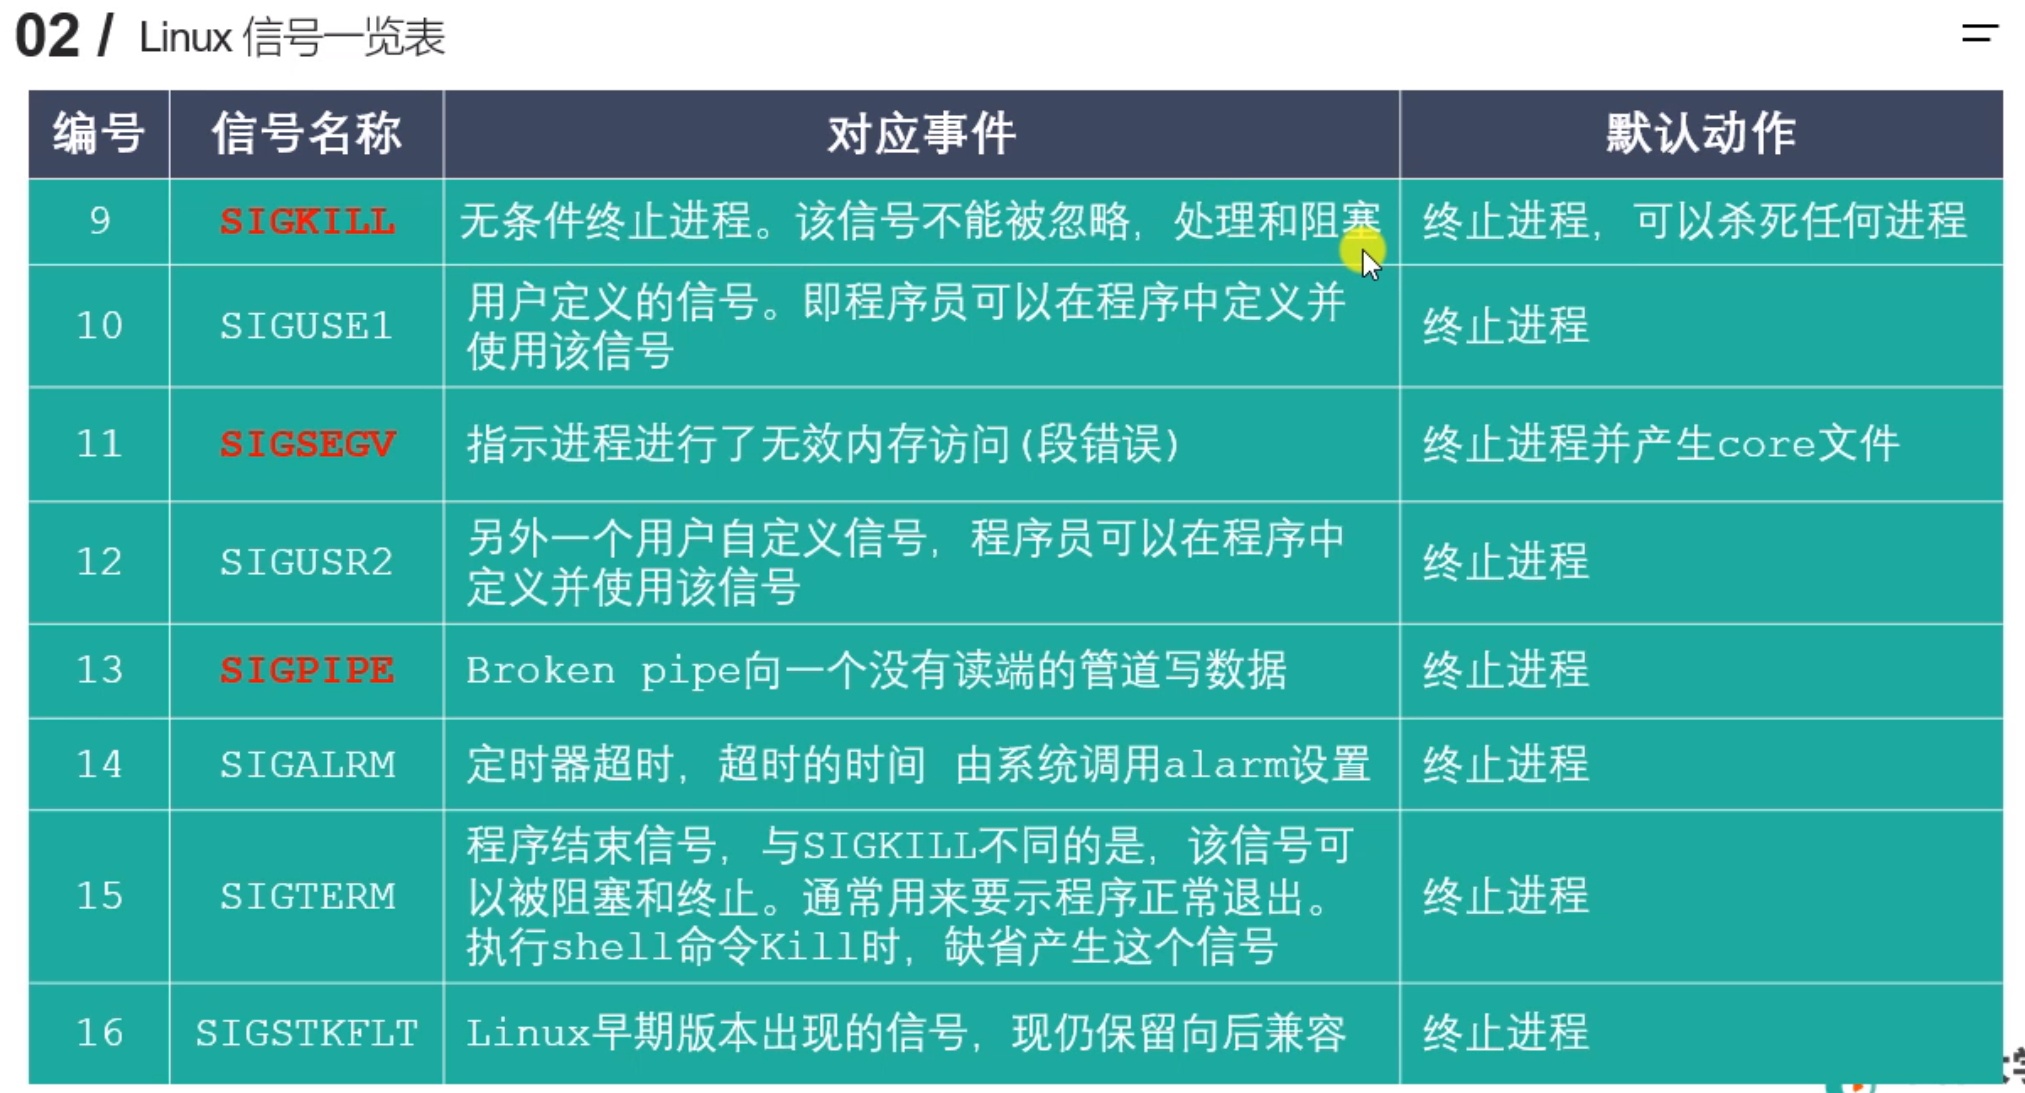 02 / Linux 信号一览表
编号 信号名称 对应事件 默认动作
9 SIGKILL 无条件终止进程。该信号不能被忽略，处理和阻塞 终止进程，可以杀死任何进程
10 SIGUSE1 用户定义的信号。即程序员可以在程序中定义并
使用该信号 终止进程
11 SIGSEGV 指示进程进行了无效内存访问(段错误) 终止进程并产生core文件
12 SIGUSR2 另外一个用户自定义信号，程序员可以在程序中
定义并使用该信号 终止进程
13 SIGPIPE Broken pipe向一个没有读端的管道写数据 终止进程
14 SIGALRM 定时器超时，超时的时间 由系统调用alarm设置 终止进程
15 SIGTERM 程序结束信号，与SIGKILL不同的是，该信号可
以被阻塞和终止。通常用来要示程序正常退出。
执行shell命令Kill时，缺省产生这个信号 终止进程
16 SIGSTKFLT Linux早期版本出现的信号，现仍保留向后兼容 终止进程